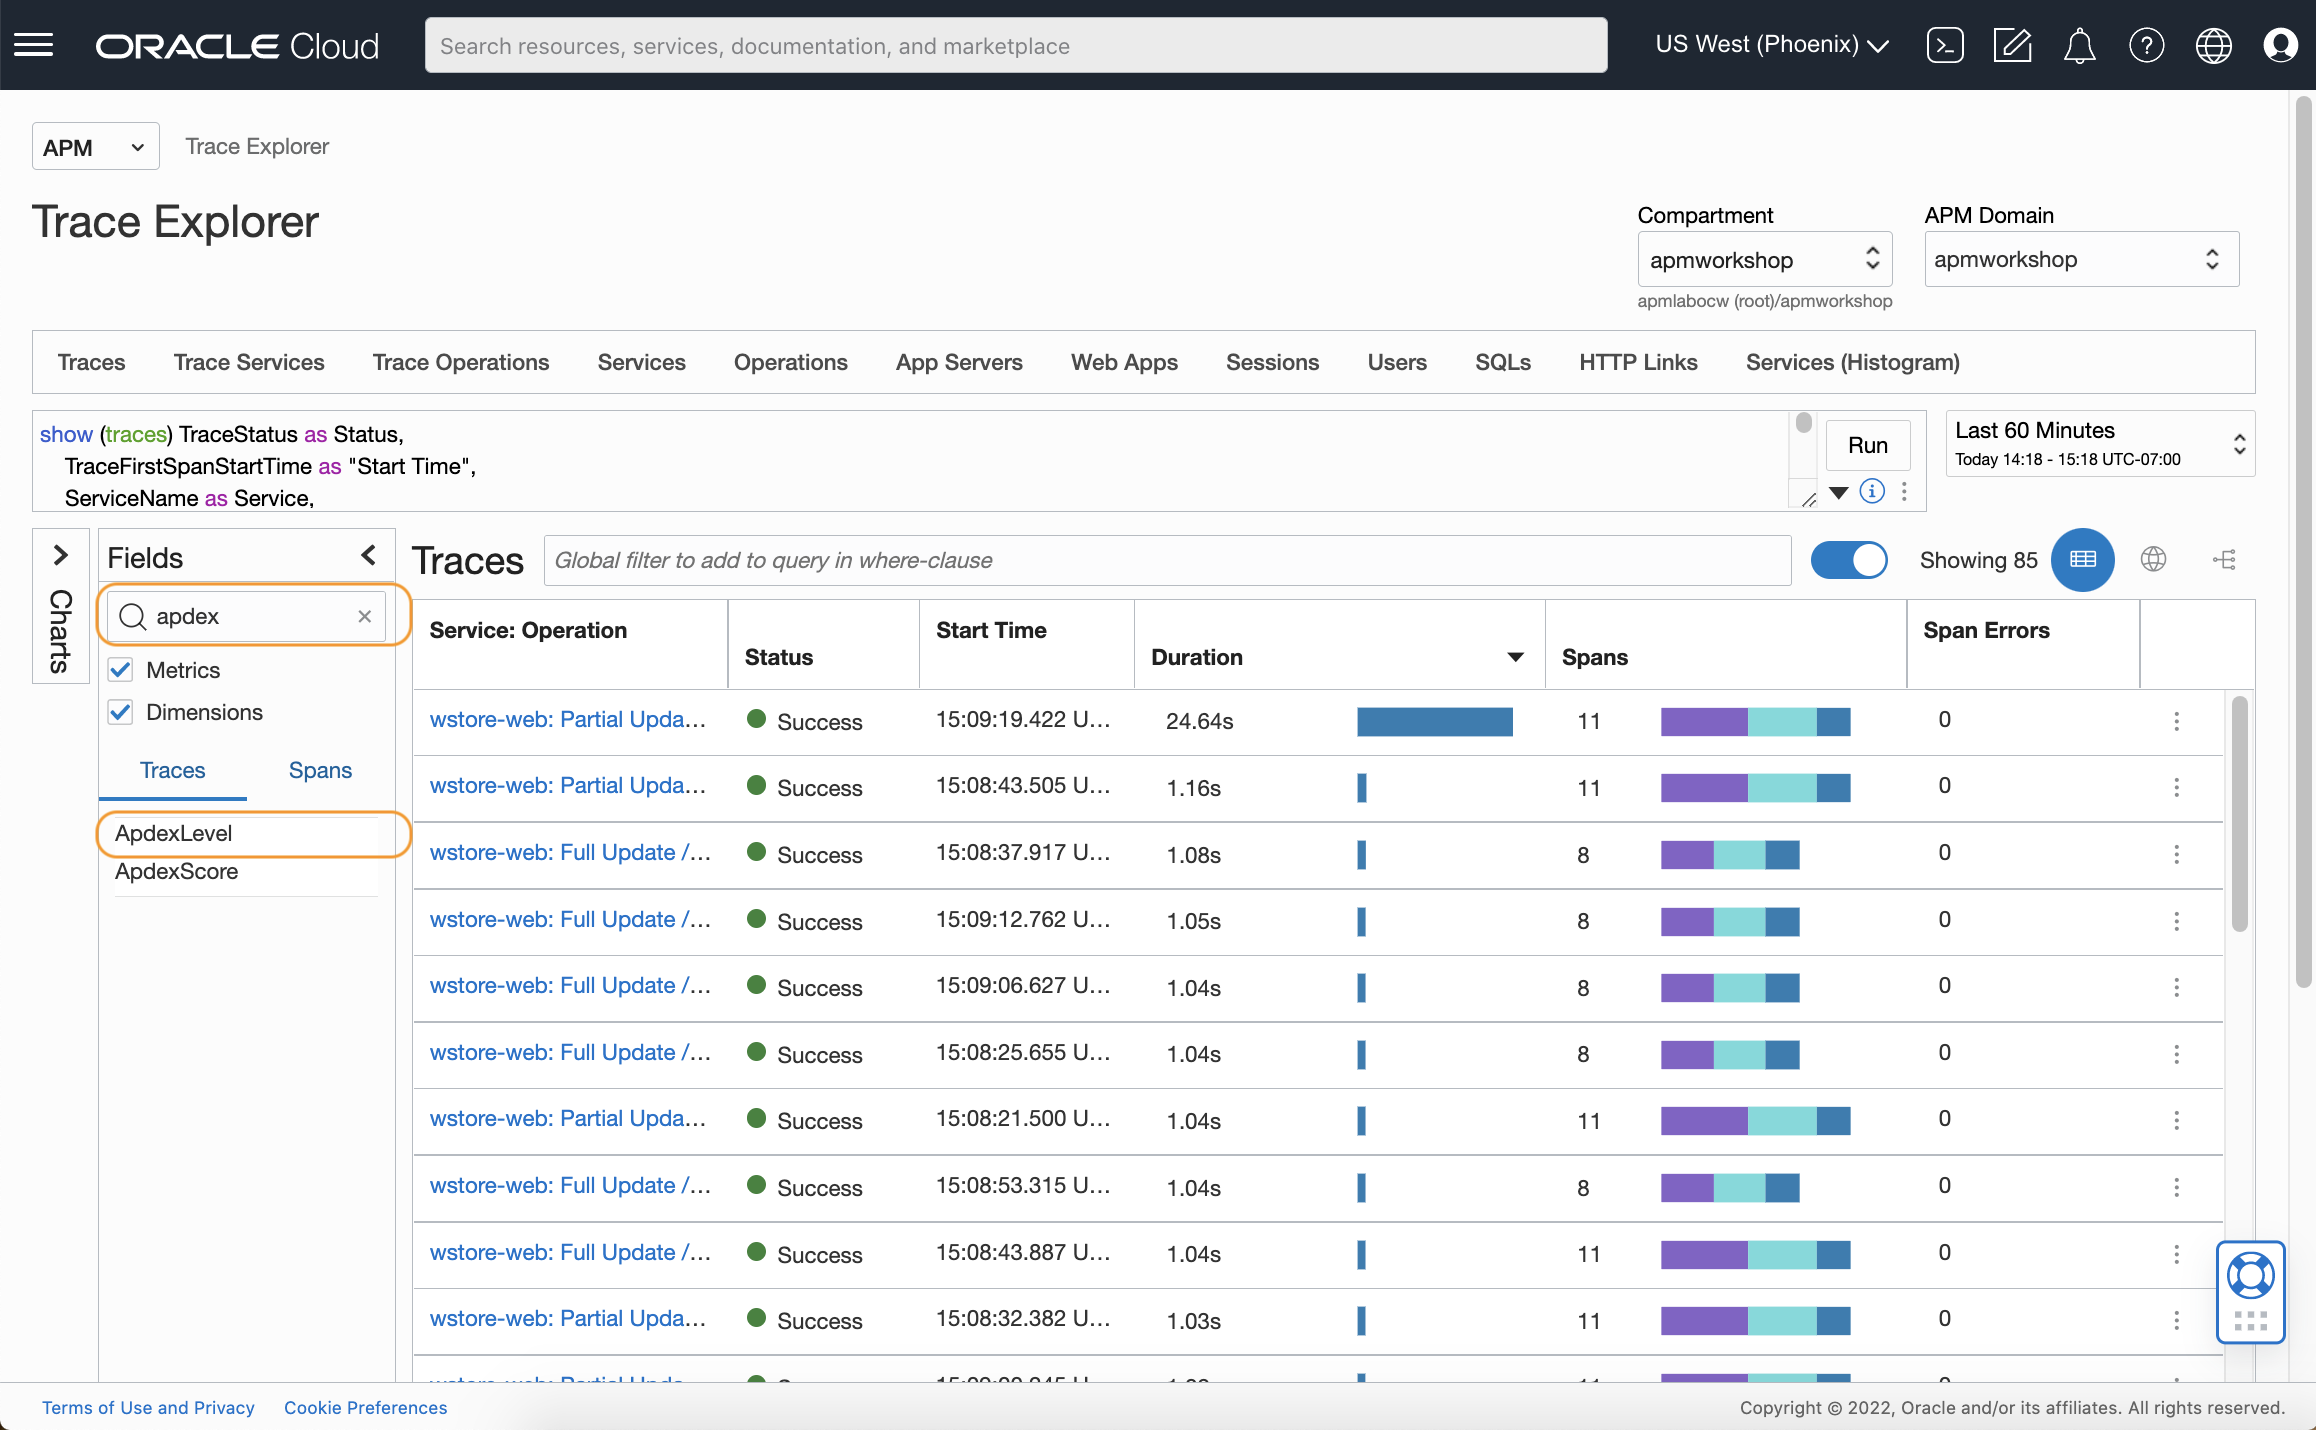 ORACLE Cloud
Search resources, services, documentation, and marketplace
US West (Phoenix)
APM
Trace Explorer
Trace Explorer
Compartment
APM Domain
apmworkshop
apmworkshop
apmlabocw (root)/apmworkshop
Traces Trace Services Trace Operations Services Operations App Servers Web Apps Sessions Users SQLs HTTP Links Services (Histogram)
show (traces) TraceStatus as Status,
TraceFirstSpanStartTime as "Start Time",
ServiceName as Service,
Run
Last 60 Minutes
Today 14:18 - 15:18 UTC-07:00
Charts
Fields
apdex
Metrics
Dimensions
Traces Spans
ApdexLevel
ApdexScore
Traces
Global filter to add to query in where-clause
Showing 85
Service: Operation Status Start Time Duration Spans Span Errors
wstore-web: Partial Upda... Success 15:09:19.422 U... 24.64s 11 0
wstore-web: Partial Upda... Success 15:08:43.505 U... 1.16s 11 0
wstore-web: Full Update /... Success 15:08:37.917 U... 1.08s 8 0
wstore-web: Full Update /... Success 15:09:12.762 U... 1.05s 8 0
wstore-web: Full Update /... Success 15:09:06.627 U... 1.04s 8 0
wstore-web: Full Update /... Success 15:08:25.655 U... 1.04s 8 0
wstore-web: Partial Upda... Success 15:08:21.500 U... 1.04s 11 0
wstore-web: Full Update /... Success 15:08:53.315 U... 1.04s 8 0
wstore-web: Full Update /... Success 15:08:43.887 U... 1.04s 11 0
wstore-web: Partial Upda... Success 15:08:32.382 U... 1.03s 11 0
Terms of Use and Privacy Cookie Preferences
Copyright © 2022, Oracle and/or its affiliates. All rights reserved.